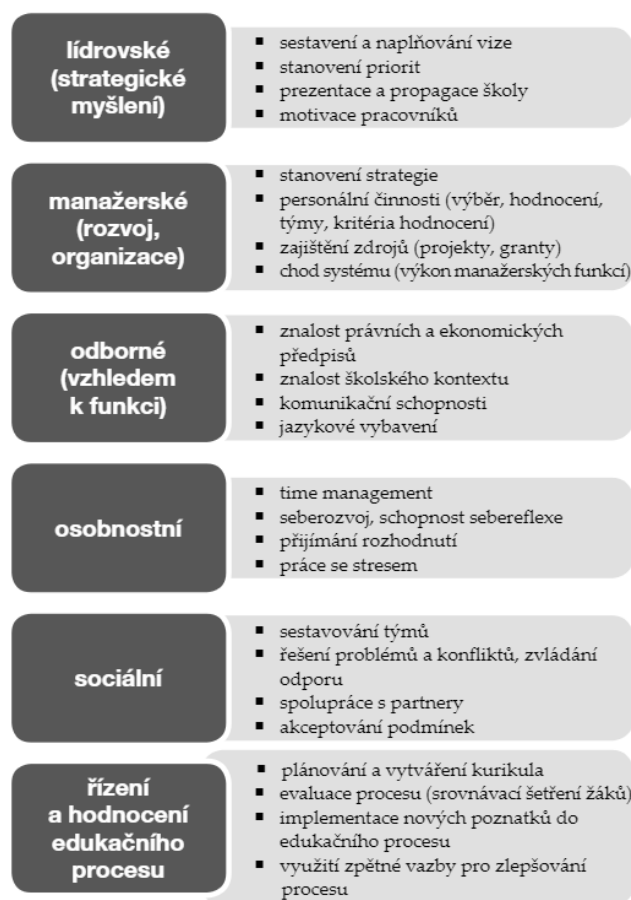 lídrovské
(strategické
myšlení)
▪ sestavení a naplňování vize
▪ stanovení priorit
▪ prezentace a propagace školy
▪ motivace pracovníků
manažerské
(rozvoj,
organizace)
▪ stanovení strategie
▪ personální činnosti (výběr, hodnocení,
týmy, kritéria hodnocení)
▪ zajištění zdrojů (projekty, granty)
▪ chod systému (výkon manažerských funkcí)
odborné
(vzhledem
k funkci)
▪ znalost právních a ekonomických
předpisů
▪ znalost školského kontextu
▪ komunikační schopnosti
▪ jazykové vybavení
osobnostní
▪ time management
▪ seberozvoj, schopnost sebereflexe
▪ přijímání rozhodnutí
▪ práce se stresem
sociální
▪ sestavování týmů
▪ řešení problémů a konfliktů, zvládání
odporu
▪ spolupráce s partnery
▪ akceptování podmínek
řízení
a hodnocení
edukačního
procesu
▪ plánování a vytváření kurikula
▪ evaluace procesu (srovnávací šetření žáků)
▪ implementace nových poznatků do
edukačního procesu
▪ využití zpětné vazby pro zlepšování
procesu